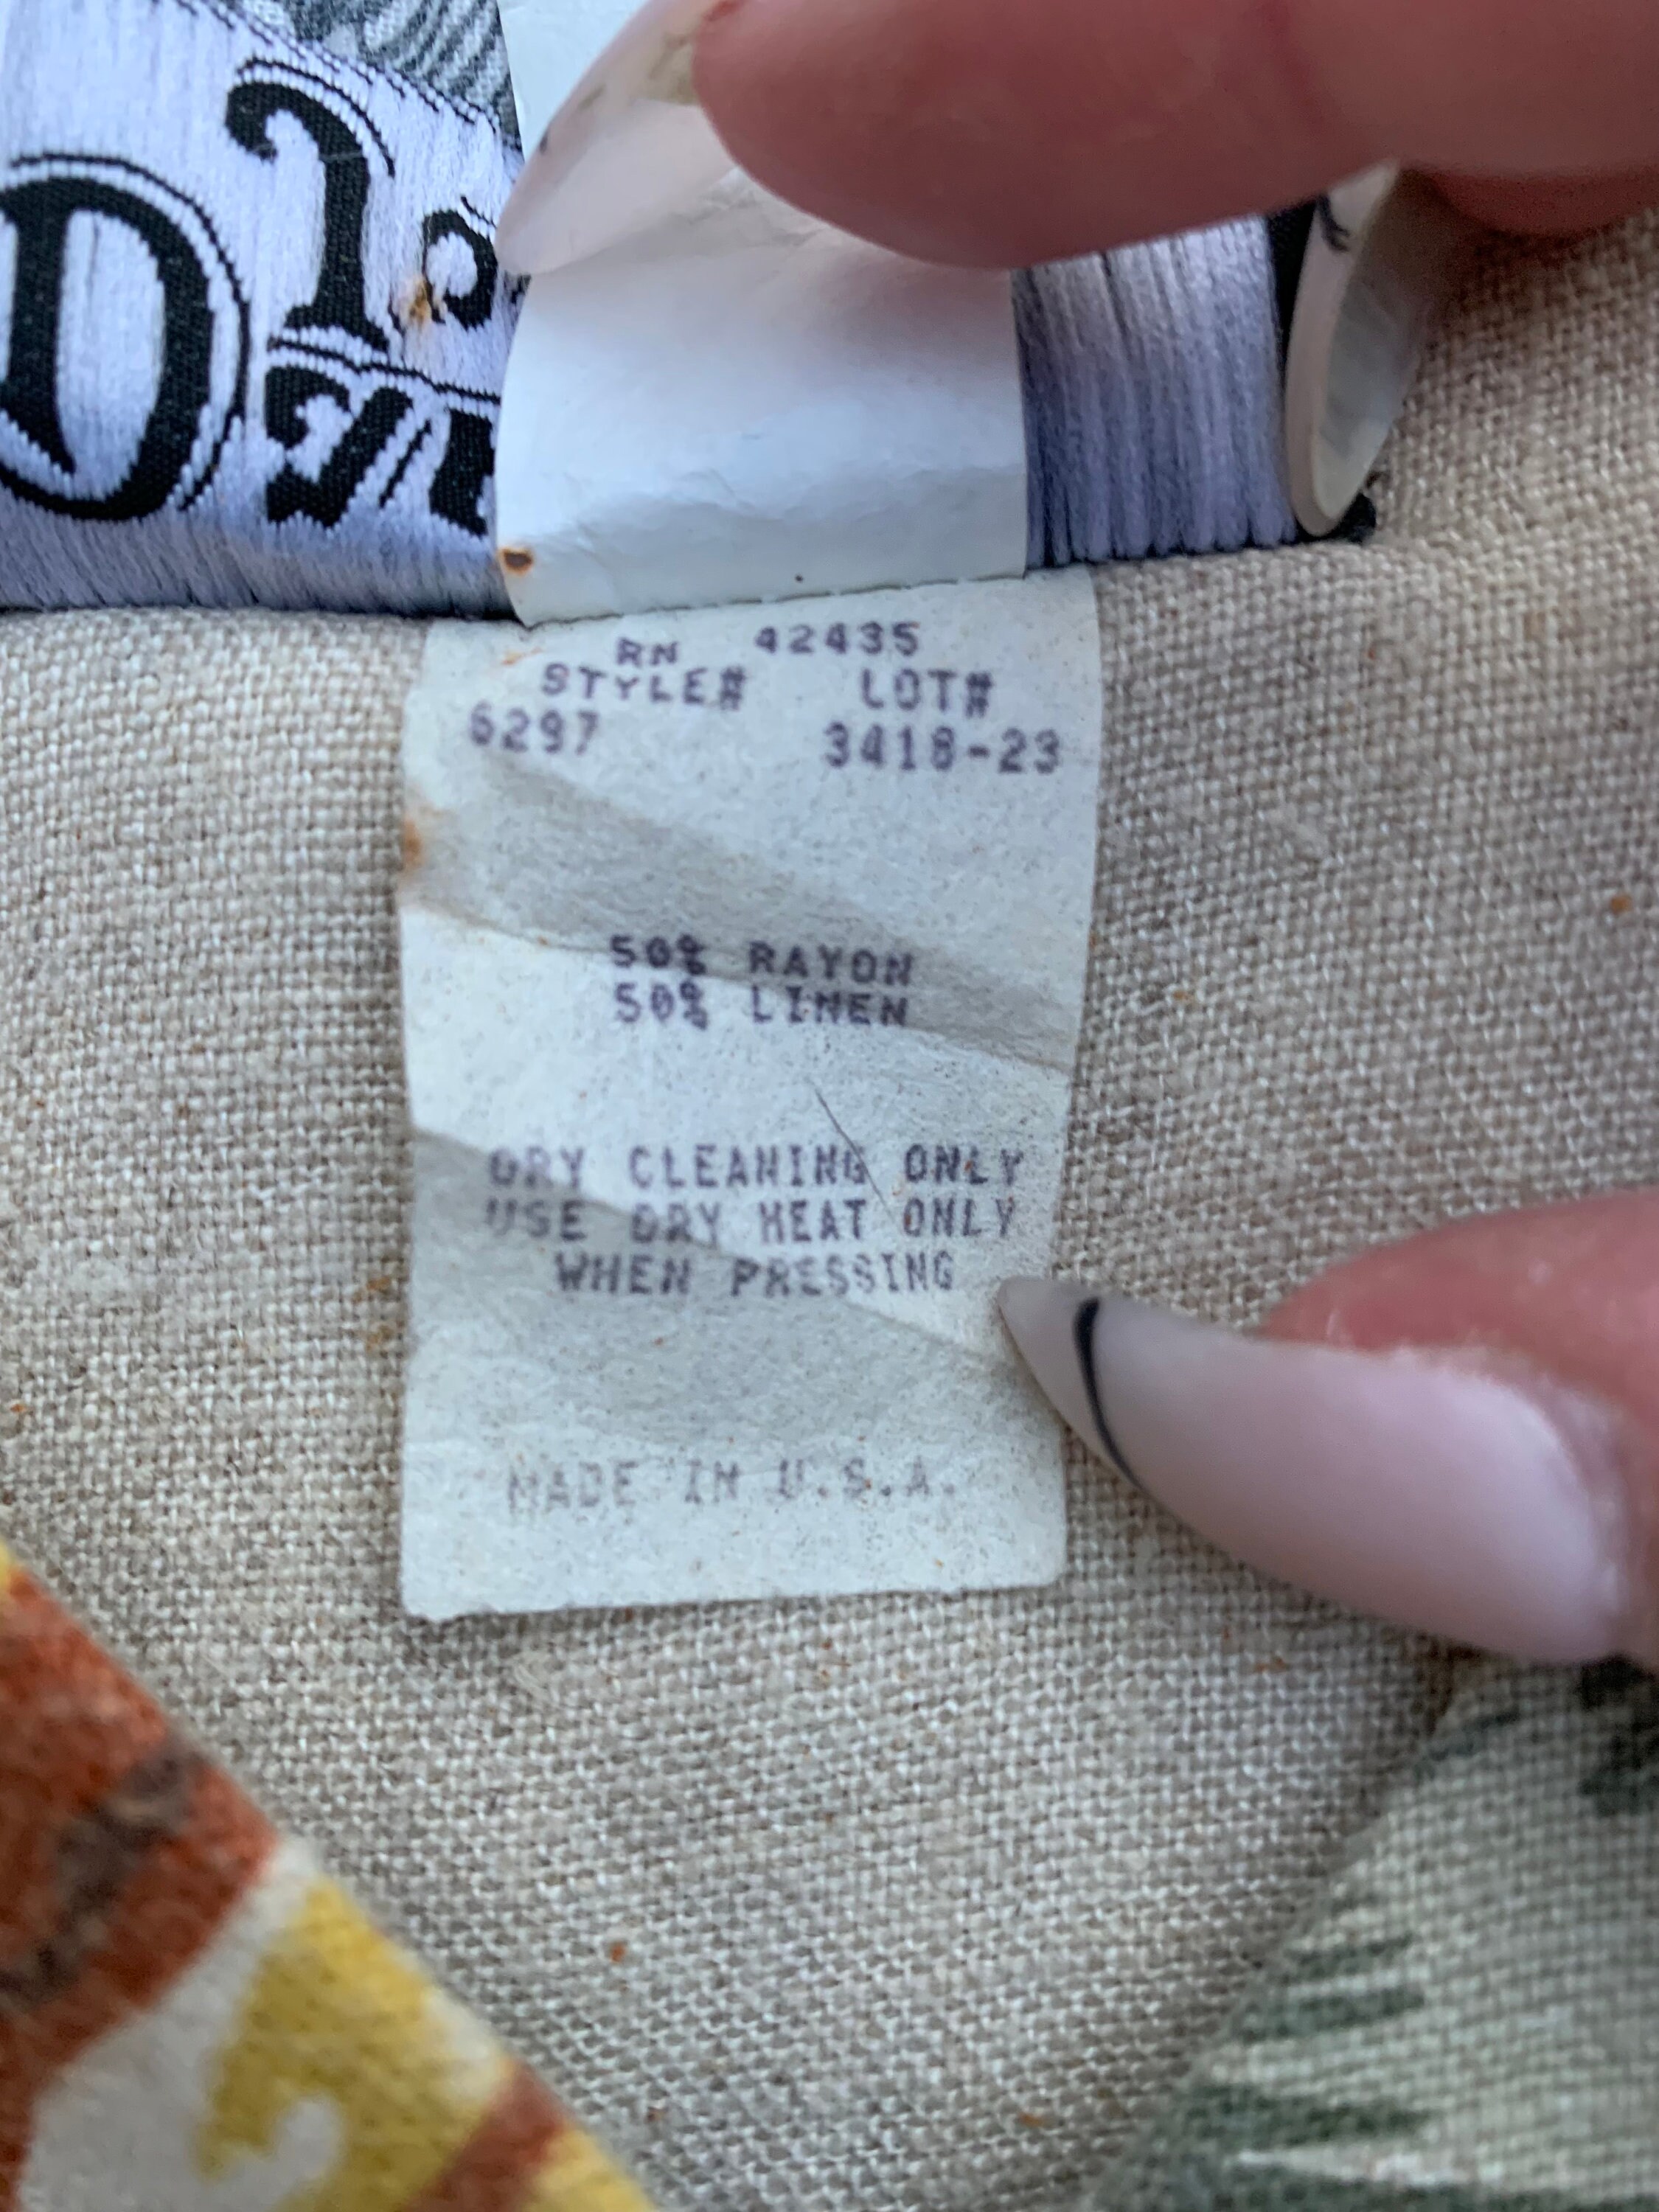 RN 42435
STYLE# LOT#
6297 3418-23
50% RAYON
50% LINEN
DRY CLEANING ONLY
USE DRY HEAT ONLY
WHEN PRESSING
MADE IN U.S.A.